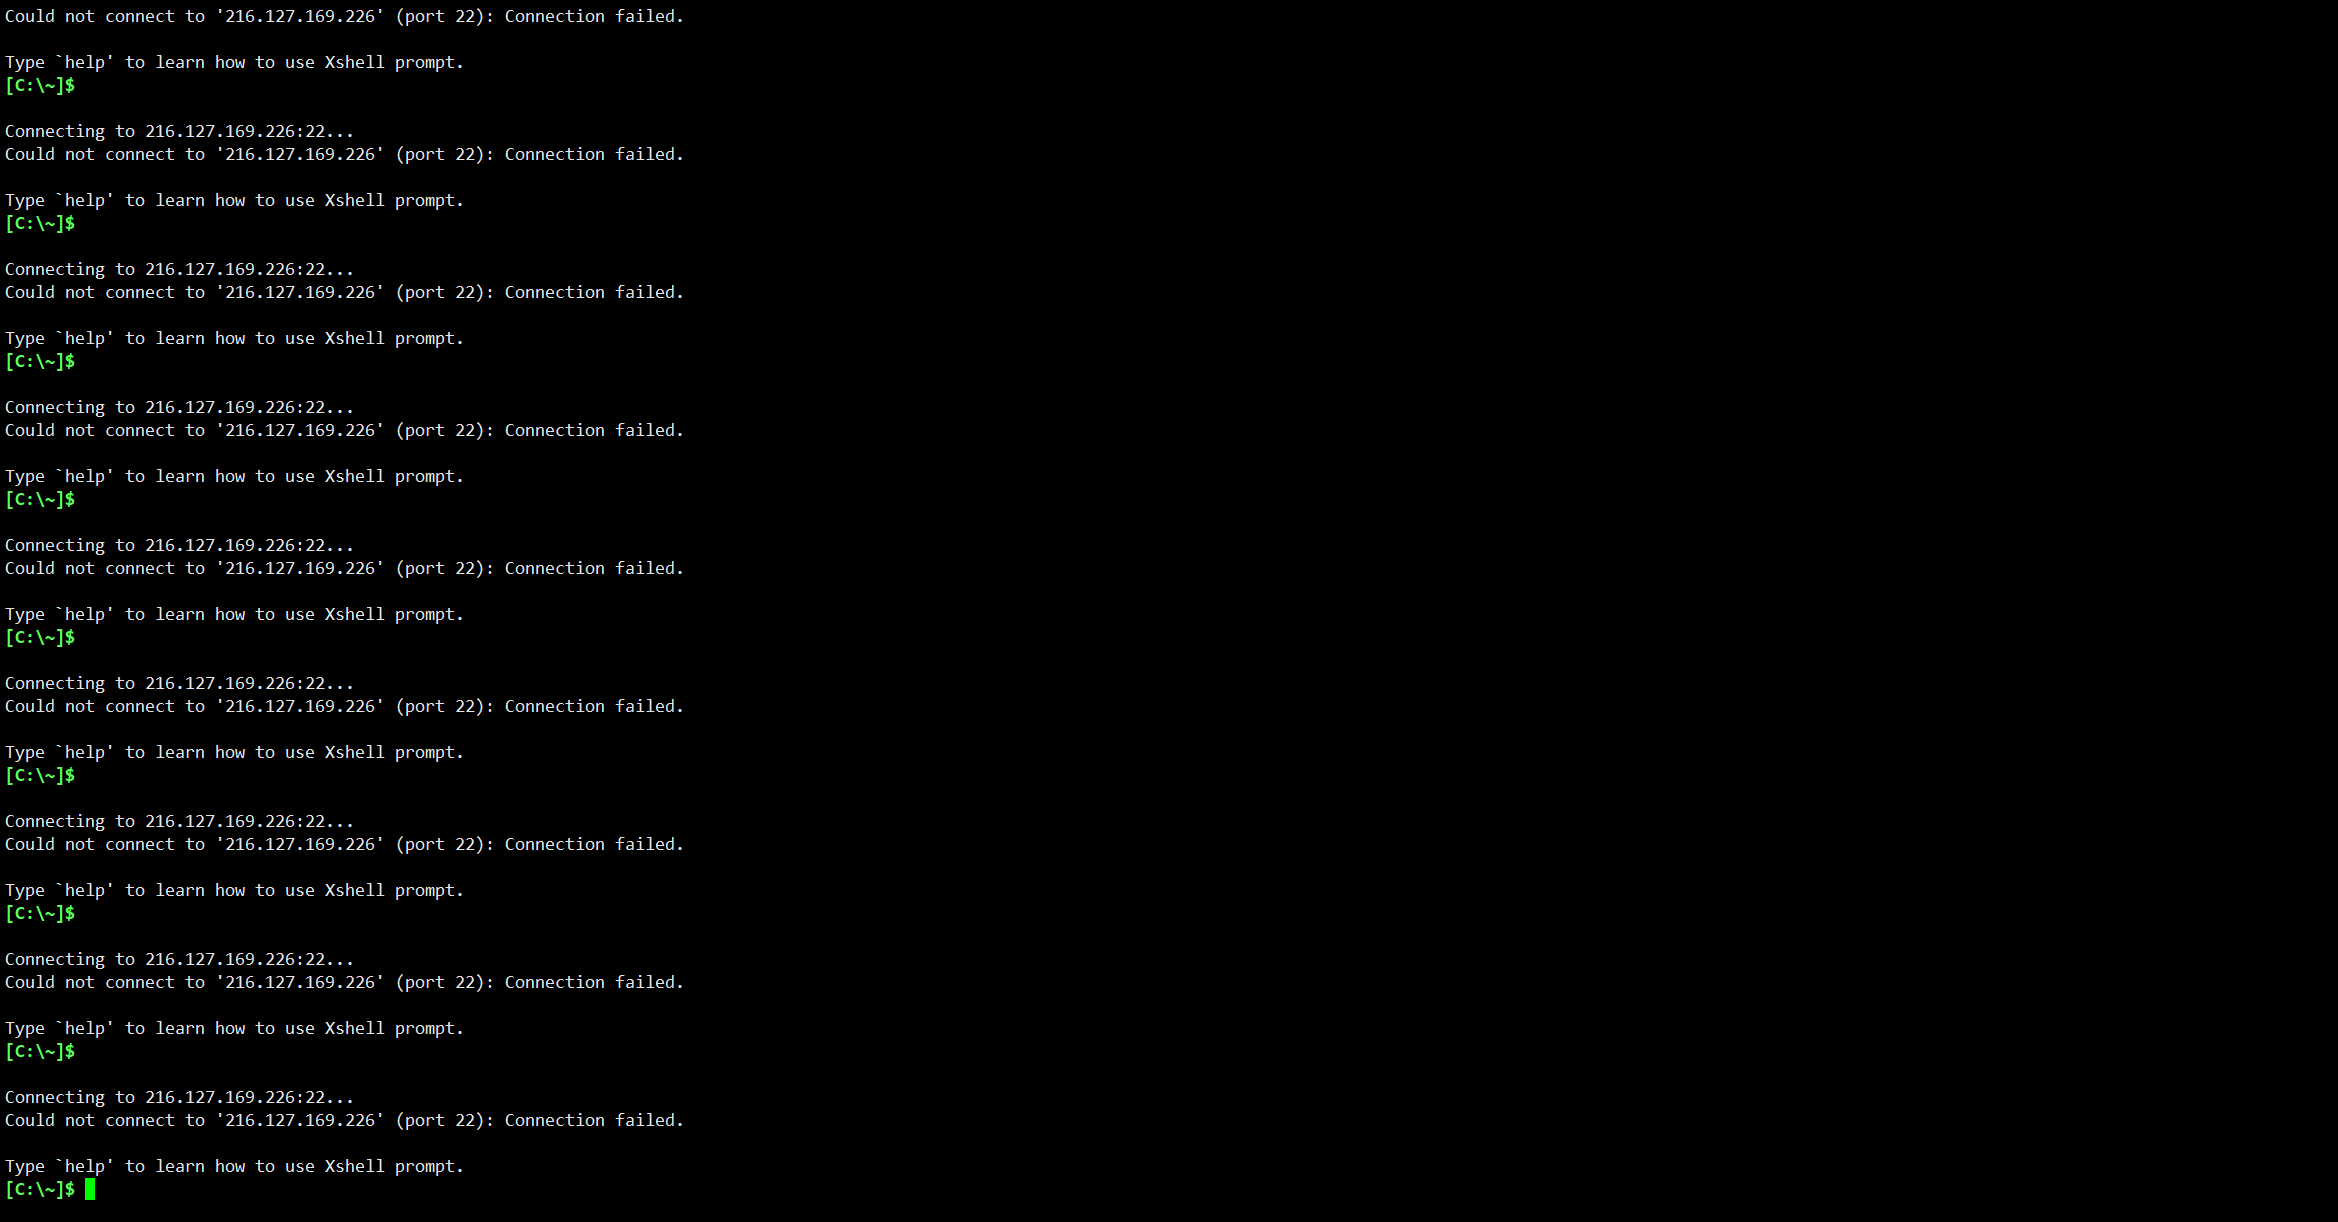 Could not connect to '216.127.169.226' (port 22): Connection failed.
Type `help' to learn how to use Xshell prompt.
[C:\~]$
Connecting to 216.127.169.226:22...
Could not connect to '216.127.169.226' (port 22): Connection failed.
Type `help' to learn how to use Xshell prompt.
[C:\~]$
Connecting to 216.127.169.226:22...
Could not connect to '216.127.169.226' (port 22): Connection failed.
Type `help' to learn how to use Xshell prompt.
[C:\~]$
Connecting to 216.127.169.226:22...
Could not connect to '216.127.169.226' (port 22): Connection failed.
Type `help' to learn how to use Xshell prompt.
[C:\~]$
Connecting to 216.127.169.226:22...
Could not connect to '216.127.169.226' (port 22): Connection failed.
Type `help' to learn how to use Xshell prompt.
[C:\~]$
Connecting to 216.127.169.226:22...
Could not connect to '216.127.169.226' (port 22): Connection failed.
Type `help' to learn how to use Xshell prompt.
[C:\~]$
Connecting to 216.127.169.226:22...
Could not connect to '216.127.169.226' (port 22): Connection failed.
Type `help' to learn how to use Xshell prompt.
[C:\~]$
Connecting to 216.127.169.226:22...
Could not connect to '216.127.169.226' (port 22): Connection failed.
Type `help' to learn how to use Xshell prompt.
[C:\~]$
Connecting to 216.127.169.226:22...
Could not connect to '216.127.169.226' (port 22): Connection failed.
Type `help' to learn how to use Xshell prompt.
[C:\~]$